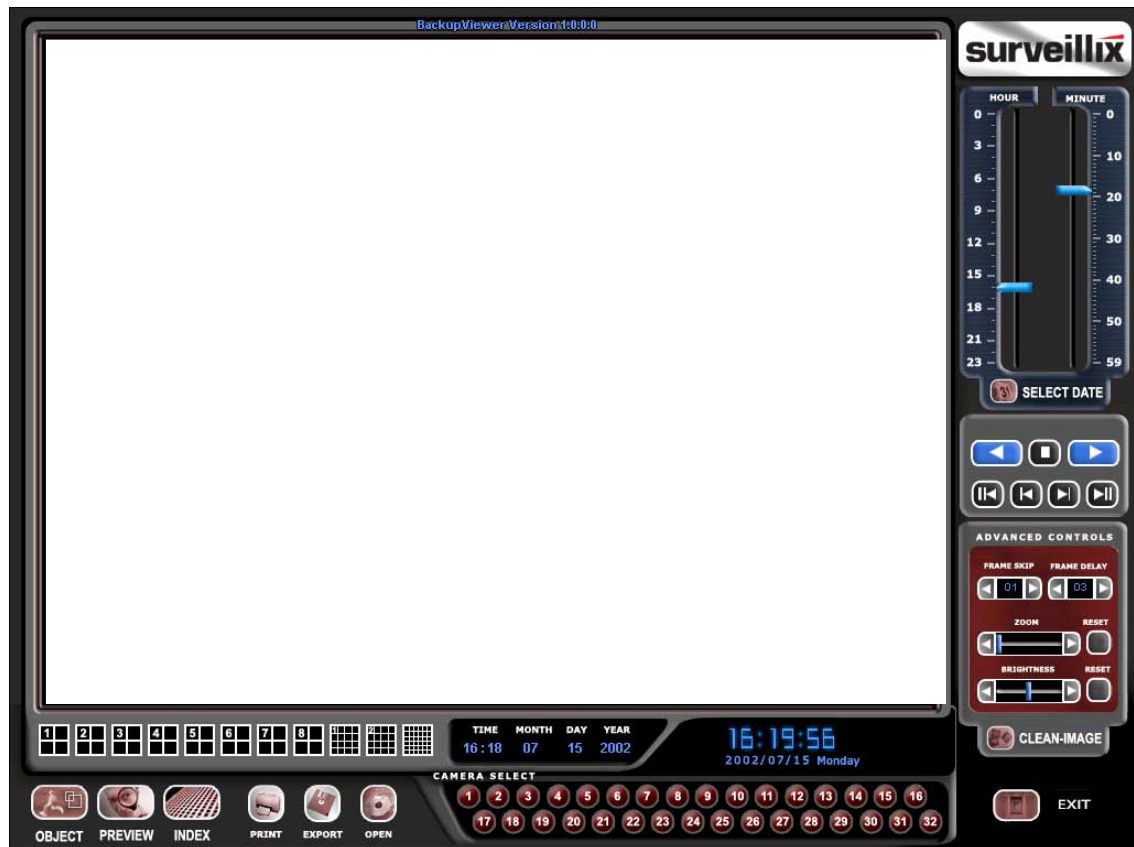 BackupViewer Version 1.0.0.0
surveillix
HOUR MINUTE
0 0
3
10
6
20
9
12 30
15
40
18
50
21
23 59
31 SELECT DATE
ADVANCED CONTROLS
FRAME SKIP FRAME DELAY
01 03
ZOOM RESET
BRIGHTNESS RESET
CLEAN-IMAGE
1 2 3 4 5 6 7 8 1 2
TIME MONTH DAY YEAR
16:18 07 15 2002
16:19:56
2002/07/15 Monday
CAMERA SELECT
1 2 3 4 5 6 7 8 9 10 11 12 13 14 15 16
17 18 19 20 21 22 23 24 25 26 27 28 29 30 31 32
OBJECT PREVIEW INDEX PRINT EXPORT OPEN
EXIT